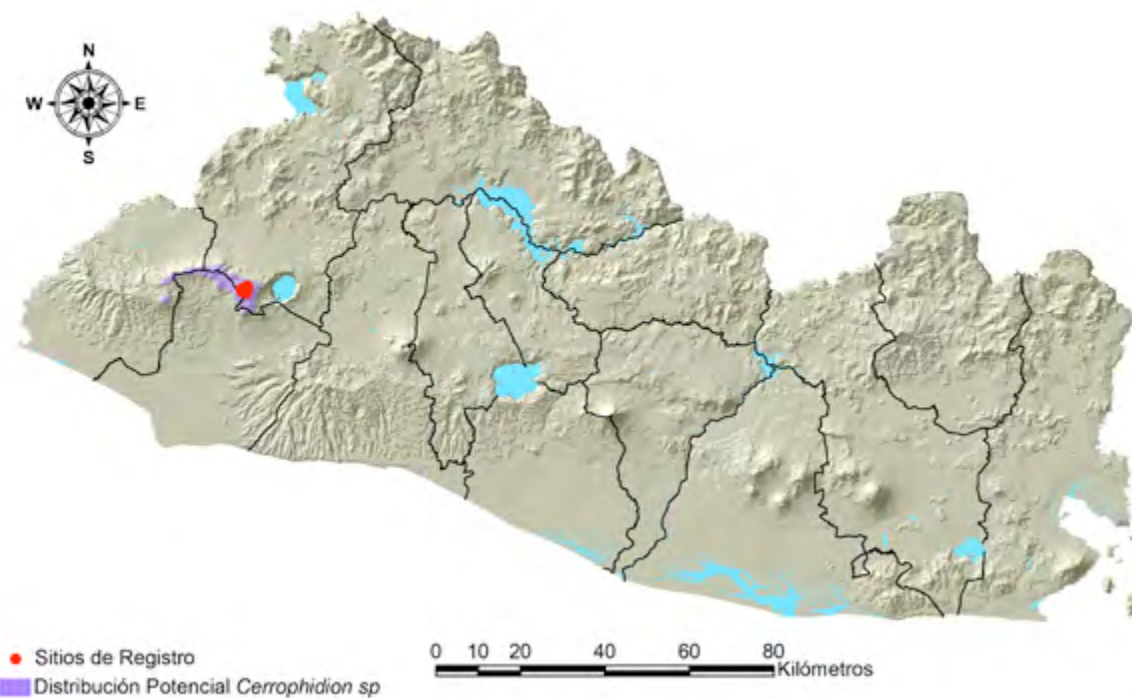 N
W E
S
Sitios de Registro
Distribución Potencial Cerrophidion sp
0 10 20 40 60 80
Kilómetros